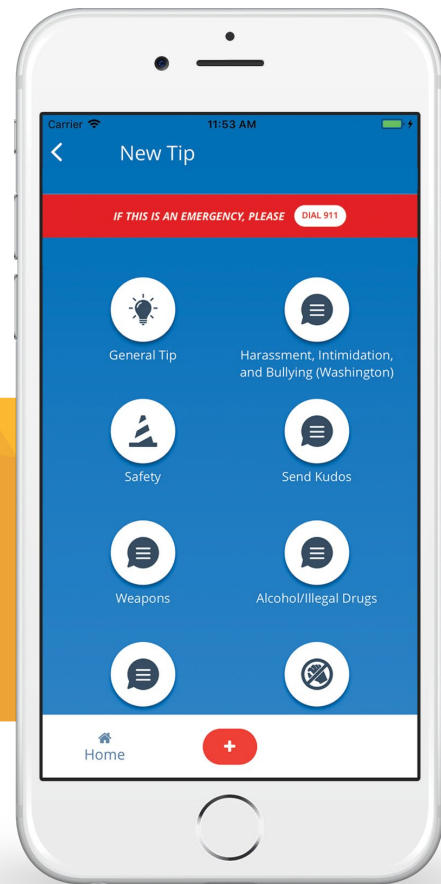 Carrier 11:53 AM
New Tip
IF THIS IS AN EMERGENCY, PLEASE DIAL 911
General Tip
Harassment, Intimidation,
and Bullying (Washington)
Safety
Send Kudos
Weapons
Alcohol/Illegal Drugs
Home
+